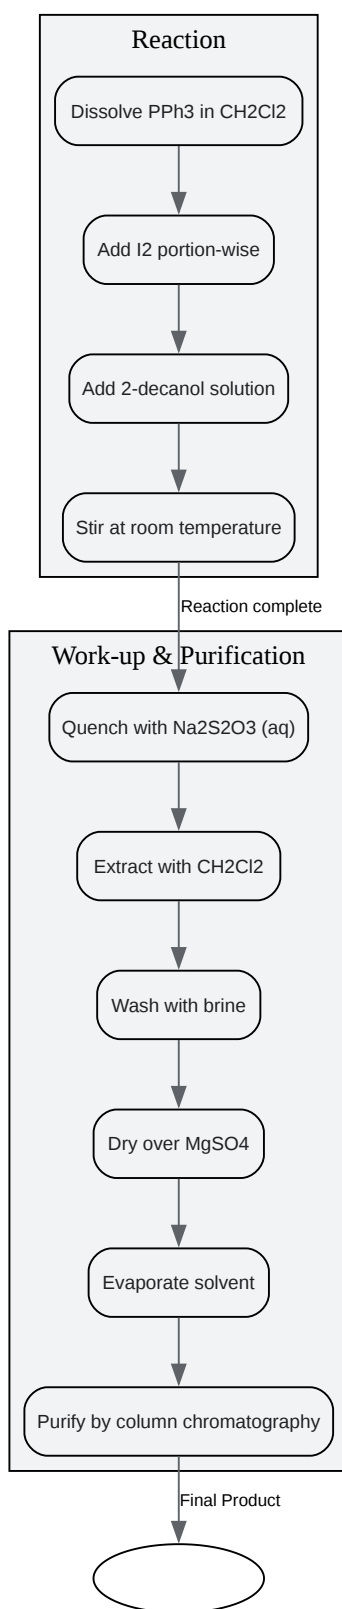 Reaction
Dissolve PPh3 in CH2Cl2
Add I2 portion-wise
Add 2-decanol solution
Stir at room temperature
Reaction complete
Work-up & Purification
Quench with Na2S2O3 (aq)
Extract with CH2Cl2
Wash with brine
Dry over MgSO4
Evaporate solvent
Purify by column chromatography
Final Product